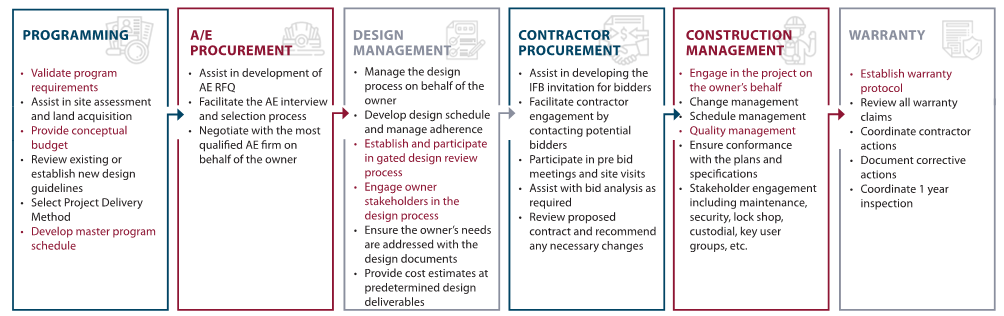 PROGRAMMING
• Validate program
requirements
• Assist in site assessment
and land acquisition
• Provide conceptual
budget
• Review existing or
establish new design
guidelines
• Select Project Delivery
Method
• Develop master program
schedule
A/E
PROCUREMENT
• Assist in development of
AE RFQ
• Facilitate the AE interview
and selection process
• Negotiate with the most
qualified AE firm on
behalf of the owner
DESIGN
MANAGEMENT
• Manage the design
process on behalf of the
owner
• Develop design schedule
and manage adherence
• Establish and participate
in gated design review
process
• Engage owner
stakeholders in the
design process
• Ensure the owner's needs
are addressed with the
design documents
• Provide cost estimates at
predetermined design
deliverables
CONTRACTOR
PROCUREMENT
• Assist in developing the
IFB invitation for bidders
• Facilitate contractor
engagement by
contacting potential
bidders
• Participate in pre bid
meetings and site visits
• Assist with bid analysis as
required
• Review proposed
contract and recommend
any necessary changes
CONSTRUCTION
MANAGEMENT
• Engage in the project on
the owner's behalf
• Change management
• Schedule management
• Quality management
• Ensure conformance
with the plans and
specifications
• Stakeholder engagement
including maintenance,
security, lock shop,
custodial, key user
groups, etc.
WARRANTY
• Establish warranty
protocol
• Review all warranty
claims
• Coordinate contractor
actions
• Document corrective
actions
• Coordinate 1 year
inspection